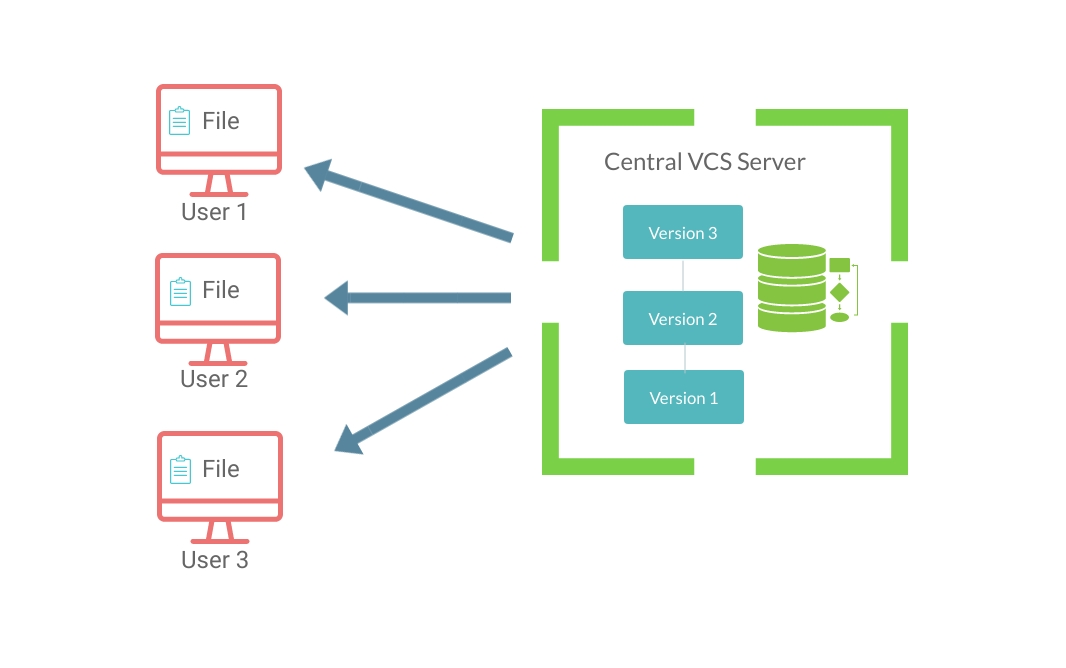 File
User 1
File
User 2
File
User 3
Central VCS Server
Version 3
Version 2
Version 1